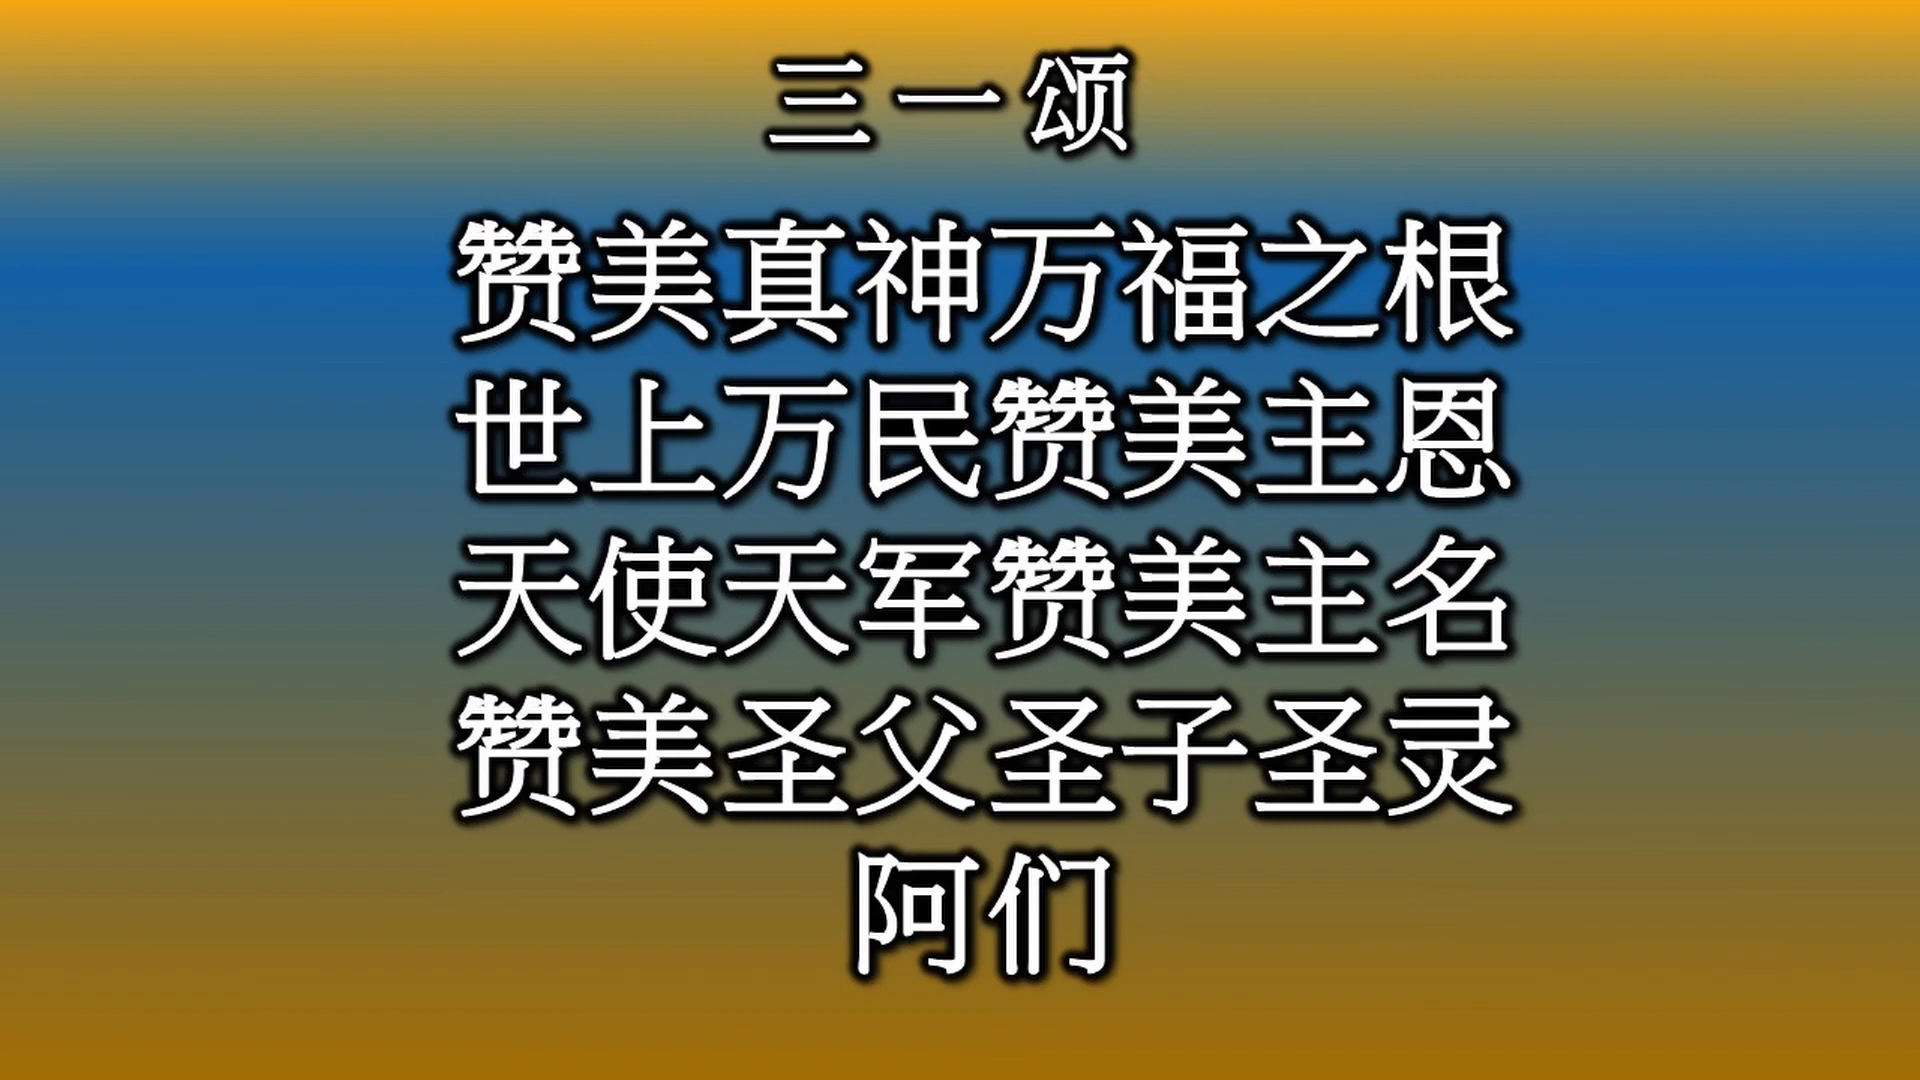 三一颂
赞美真神万福之根
世上万民赞美主恩
天使天军赞美主名
赞美圣父圣子圣灵
阿们